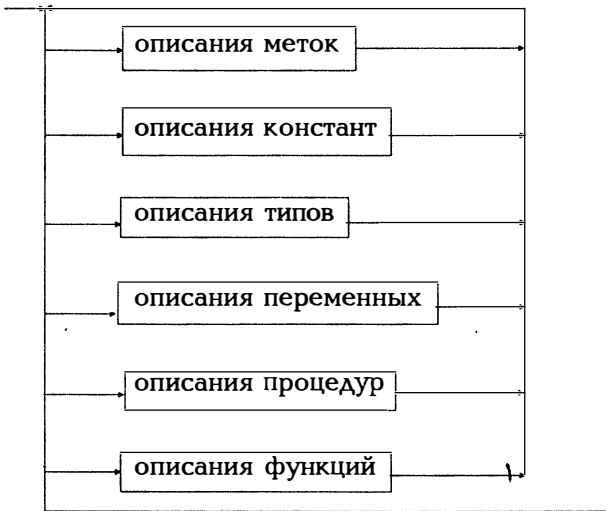 описания меток
описания констант
описания типов
описания переменных
описания процедур
описания функций